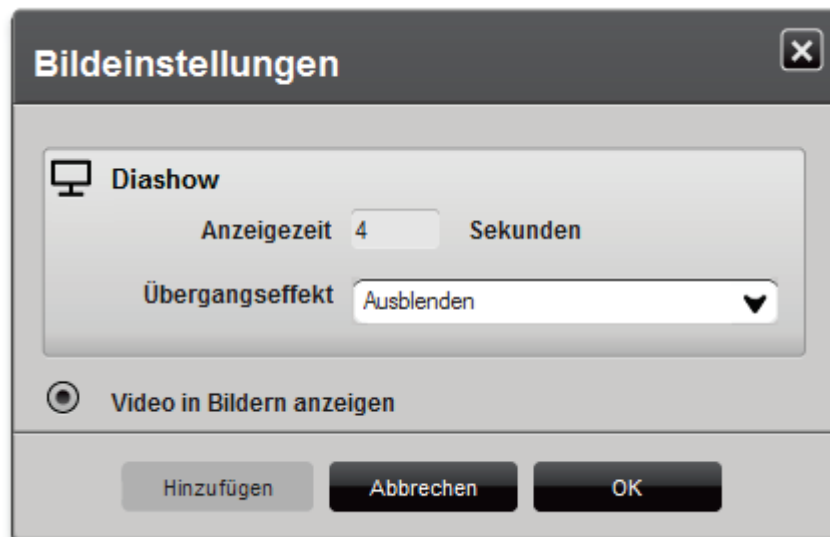 Bildeinstellungen
Diashow
Anzeigezeit 4 Sekunden
Übergangseffekt Ausblenden
Video in Bildern anzeigen
Hinzufügen Abbrechen OK